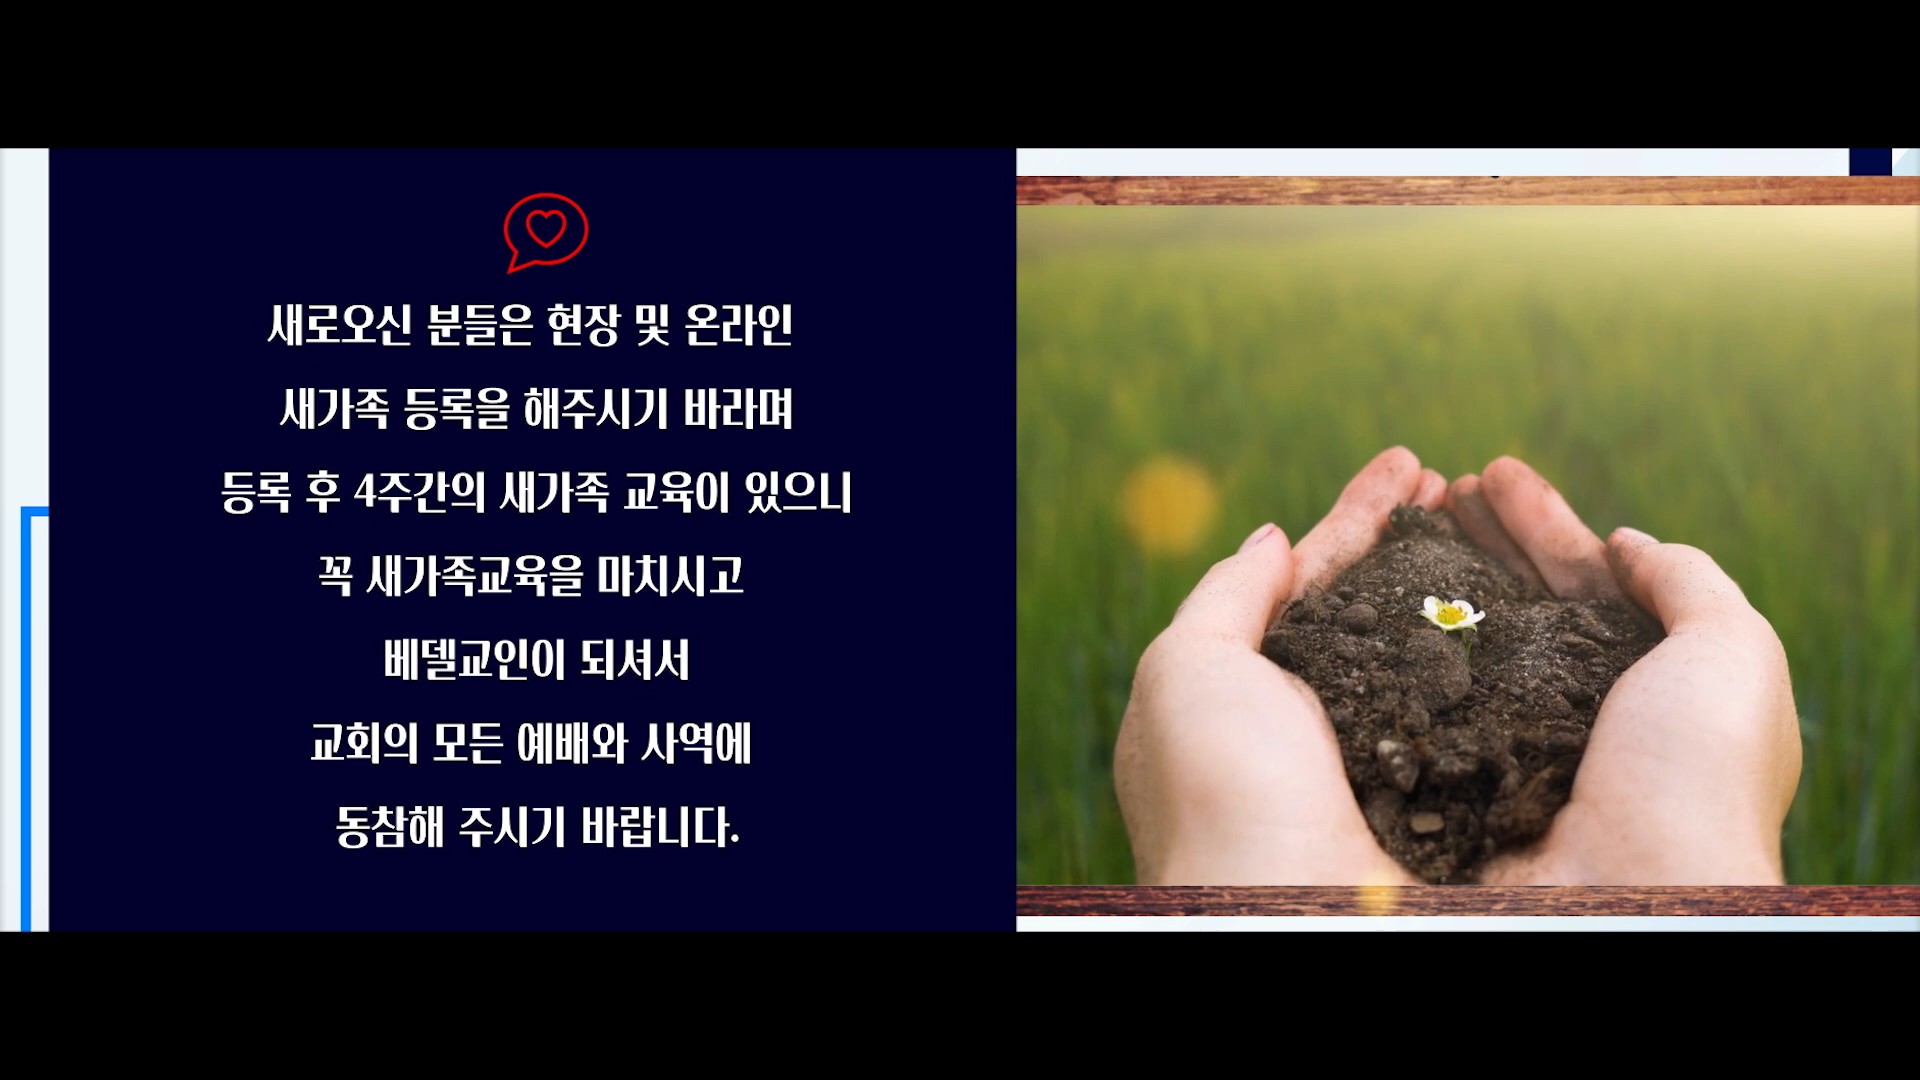 새로오신 분들은 현장 및 온라인
새가족 등록을 해주시기 바라며
등록 후 4주간의 새가족 교육이 있으니
꼭 새가족교육을 마치시고
베델교인이 되셔서
교회의 모든 예배와 사역에
동참해 주시기 바랍니다.